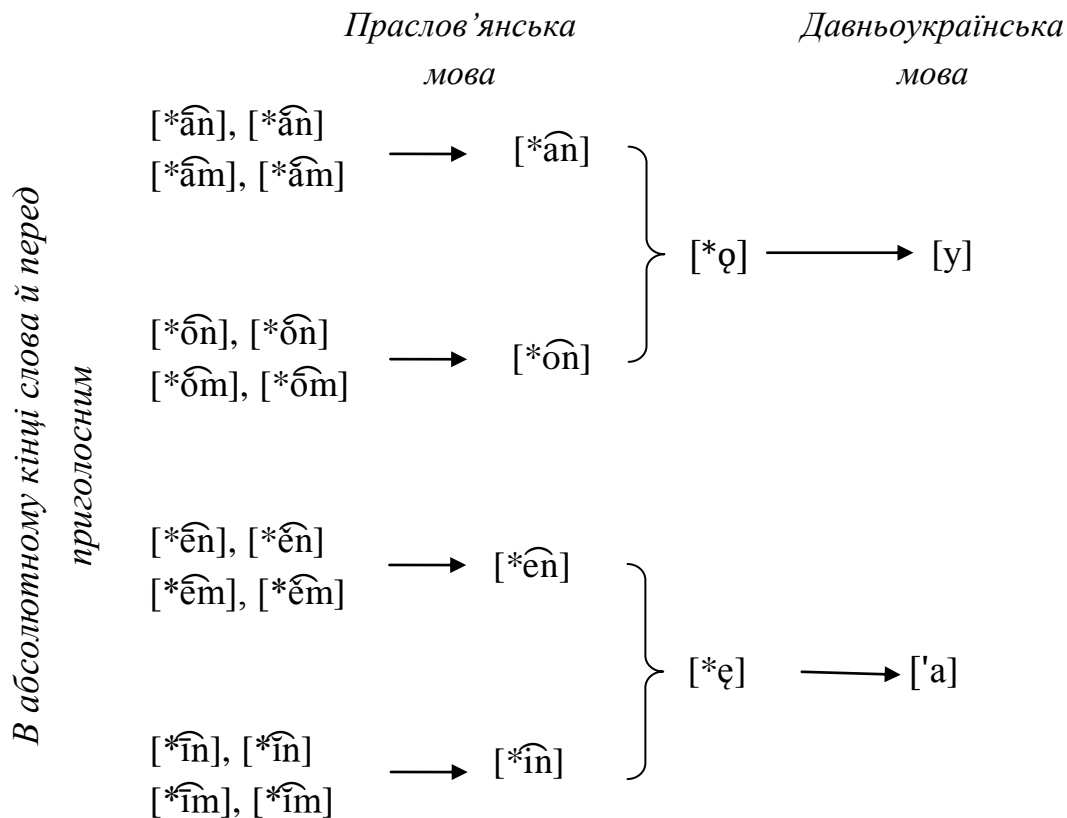 Праслов’янська мова
Давньоукраїнська мова
В абсолютному кінці слова й перед
приголосним
[*а̄͡n], [*ă͡n]
[*ā͡m], [*ă͡m]
[*a͡n]
[*ǫ]
[у]
[*ō͡n], [*ŏ͡n]
[*ŏ͡m], [*ō͡m]
[*o͡n]
[*ē͡n], [*ĕ͡n]
[*ē͡m], [*ĕ͡m]
[*e͡n]
[*ę]
['а]
[*ī͡n], [*ĭ͡n]
[*ī͡m], [*ĭ͡m]
[*i͡n]